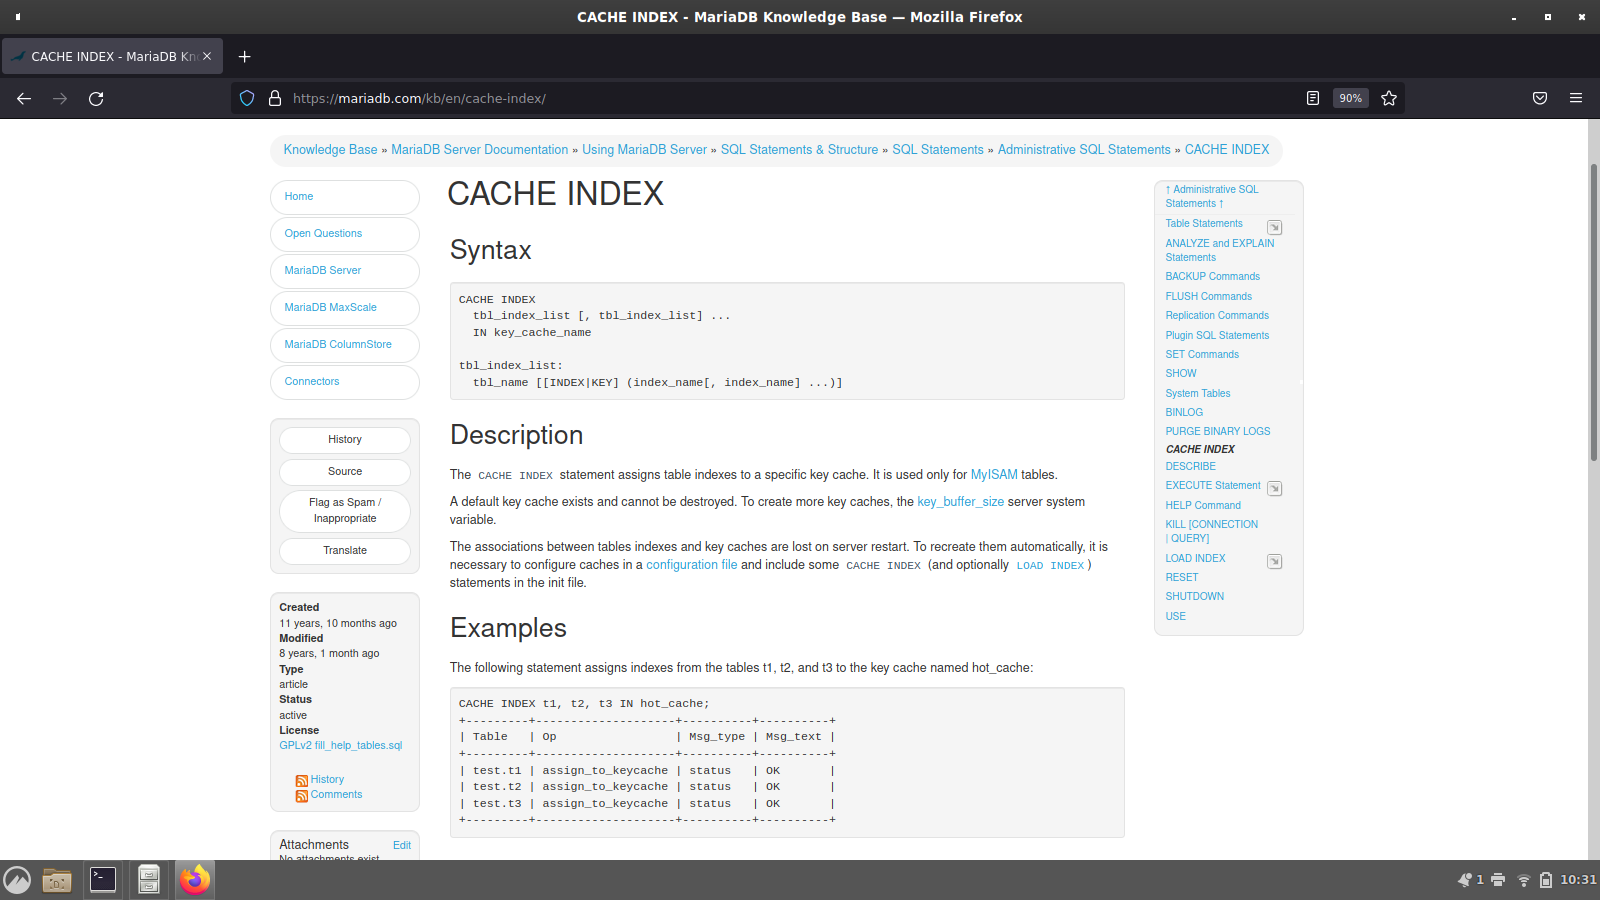 CACHE INDEX - MariaDB Knowledge Base — Mozilla Firefox
CACHE INDEX - MariaDB Kn
https://mariadb.com/kb/en/cache-index/
90%
Knowledge Base » MariaDB Server Documentation » Using MariaDB Server » SQL Statements & Structure » SQL Statements » Administrative SQL Statements » CACHE INDEX
Home
Open Questions
MariaDB Server
MariaDB MaxScale
MariaDB ColumnStore
Connectors
History
Source
Flag as Spam /
Inappropriate
Translate
Created
11 years, 10 months ago
Modified
8 years, 1 month ago
Type
article
Status
active
License
GPLv2 fill_help_tables.sql
History
Comments
Attachments Edit
No attachments exist
CACHE INDEX
Syntax
CACHE INDEX
  tbl_index_list [, tbl_index_list] ...
  IN key_cache_name
tbl_index_list:
  tbl_name [[INDEX|KEY] (index_name[, index_name] ...)]
Description
The CACHE INDEX statement assigns table indexes to a specific key cache. It is used only for MyISAM tables.
A default key cache exists and cannot be destroyed. To create more key caches, the key_buffer_size server system
variable.
The associations between tables indexes and key caches are lost on server restart. To recreate them automatically, it is
necessary to configure caches in a configuration file and include some CACHE INDEX (and optionally LOAD INDEX)
statements in the init file.
Examples
The following statement assigns indexes from the tables t1, t2, and t3 to the key cache named hot_cache:
CACHE INDEX t1, t2, t3 IN hot_cache;
+---------+--------------------+----------+----------+
| Table   | Op                 | Msg_type | Msg_text |
+---------+--------------------+----------+----------+
| test.t1 | assign_to_keycache | status   | OK       |
| test.t2 | assign_to_keycache | status   | OK       |
| test.t3 | assign_to_keycache | status   | OK       |
+---------+--------------------+----------+----------+
↑ Administrative SQL
Statements ↑
Table Statements
ANALYZE and EXPLAIN
Statements
BACKUP Commands
FLUSH Commands
Replication Commands
Plugin SQL Statements
SET Commands
SHOW
System Tables
BINLOG
PURGE BINARY LOGS
CACHE INDEX
DESCRIBE
EXECUTE Statement
HELP Command
KILL [CONNECTION
| QUERY]
LOAD INDEX
RESET
SHUTDOWN
USE
1
10:31